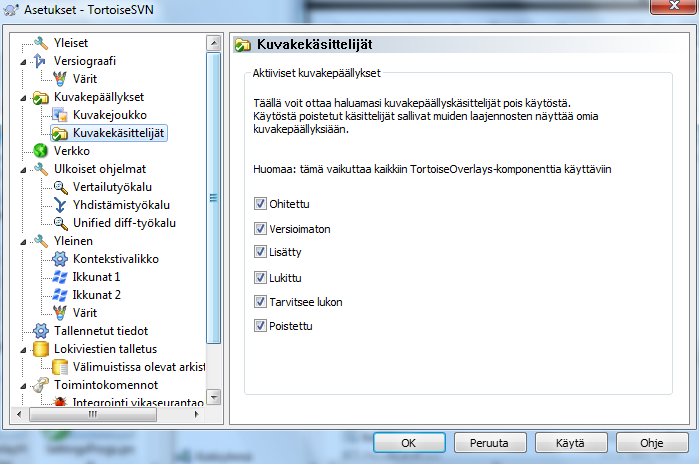 Asetukset - TortoiseSVN
Yleiset
Versiograafi
Värit
Kuvakepäällykset
Kuvakejoukko
Kuvakekäsittelijät
Verkko
Ulkoiset ohjelmat
Vertailutyökalu
Yhdistämistyökalu
Unified diff-työkalu
Yleinen
Kontekstivalikko
Ikkunat 1
Ikkunat 2
Värit
Tallennetut tiedot
Lokiviestien talletus
Välimuistissa olevat arkist
Toimintokomennot
Integrointi vikaseurantao
Kuvakekäsittelijät
Aktiiviset kuvakepäällykset
Täällä voit ottaa haluamasi kuvakepäällyskäsittelijät pois käytöstä.
Käytöstä poistetut käsittelijät sallivat muiden laajennosten näyttää omia
kuvakepäällyksiään.
Huomaa: tämä vaikuttaa kaikkiin TortoiseOverlays-komponenttia käyttäviin
Ohitettu
Versioimaton
Lisätty
Lukittu
Tarvitsee lukon
Poistettu
OK
Peruuta
Käytä
Ohje